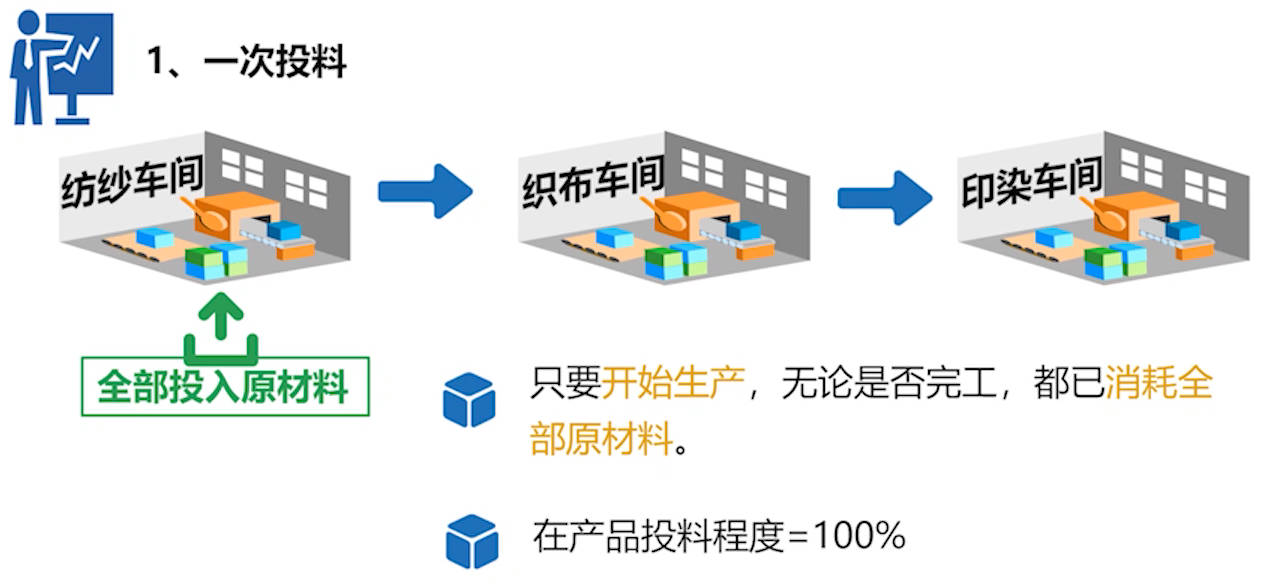 1、一次投料
纺纱车间
织布车间
印染车间
全部投入原材料
只要开始生产，无论是否完工，都已消耗全
部原材料。
在产品投料程度=100%